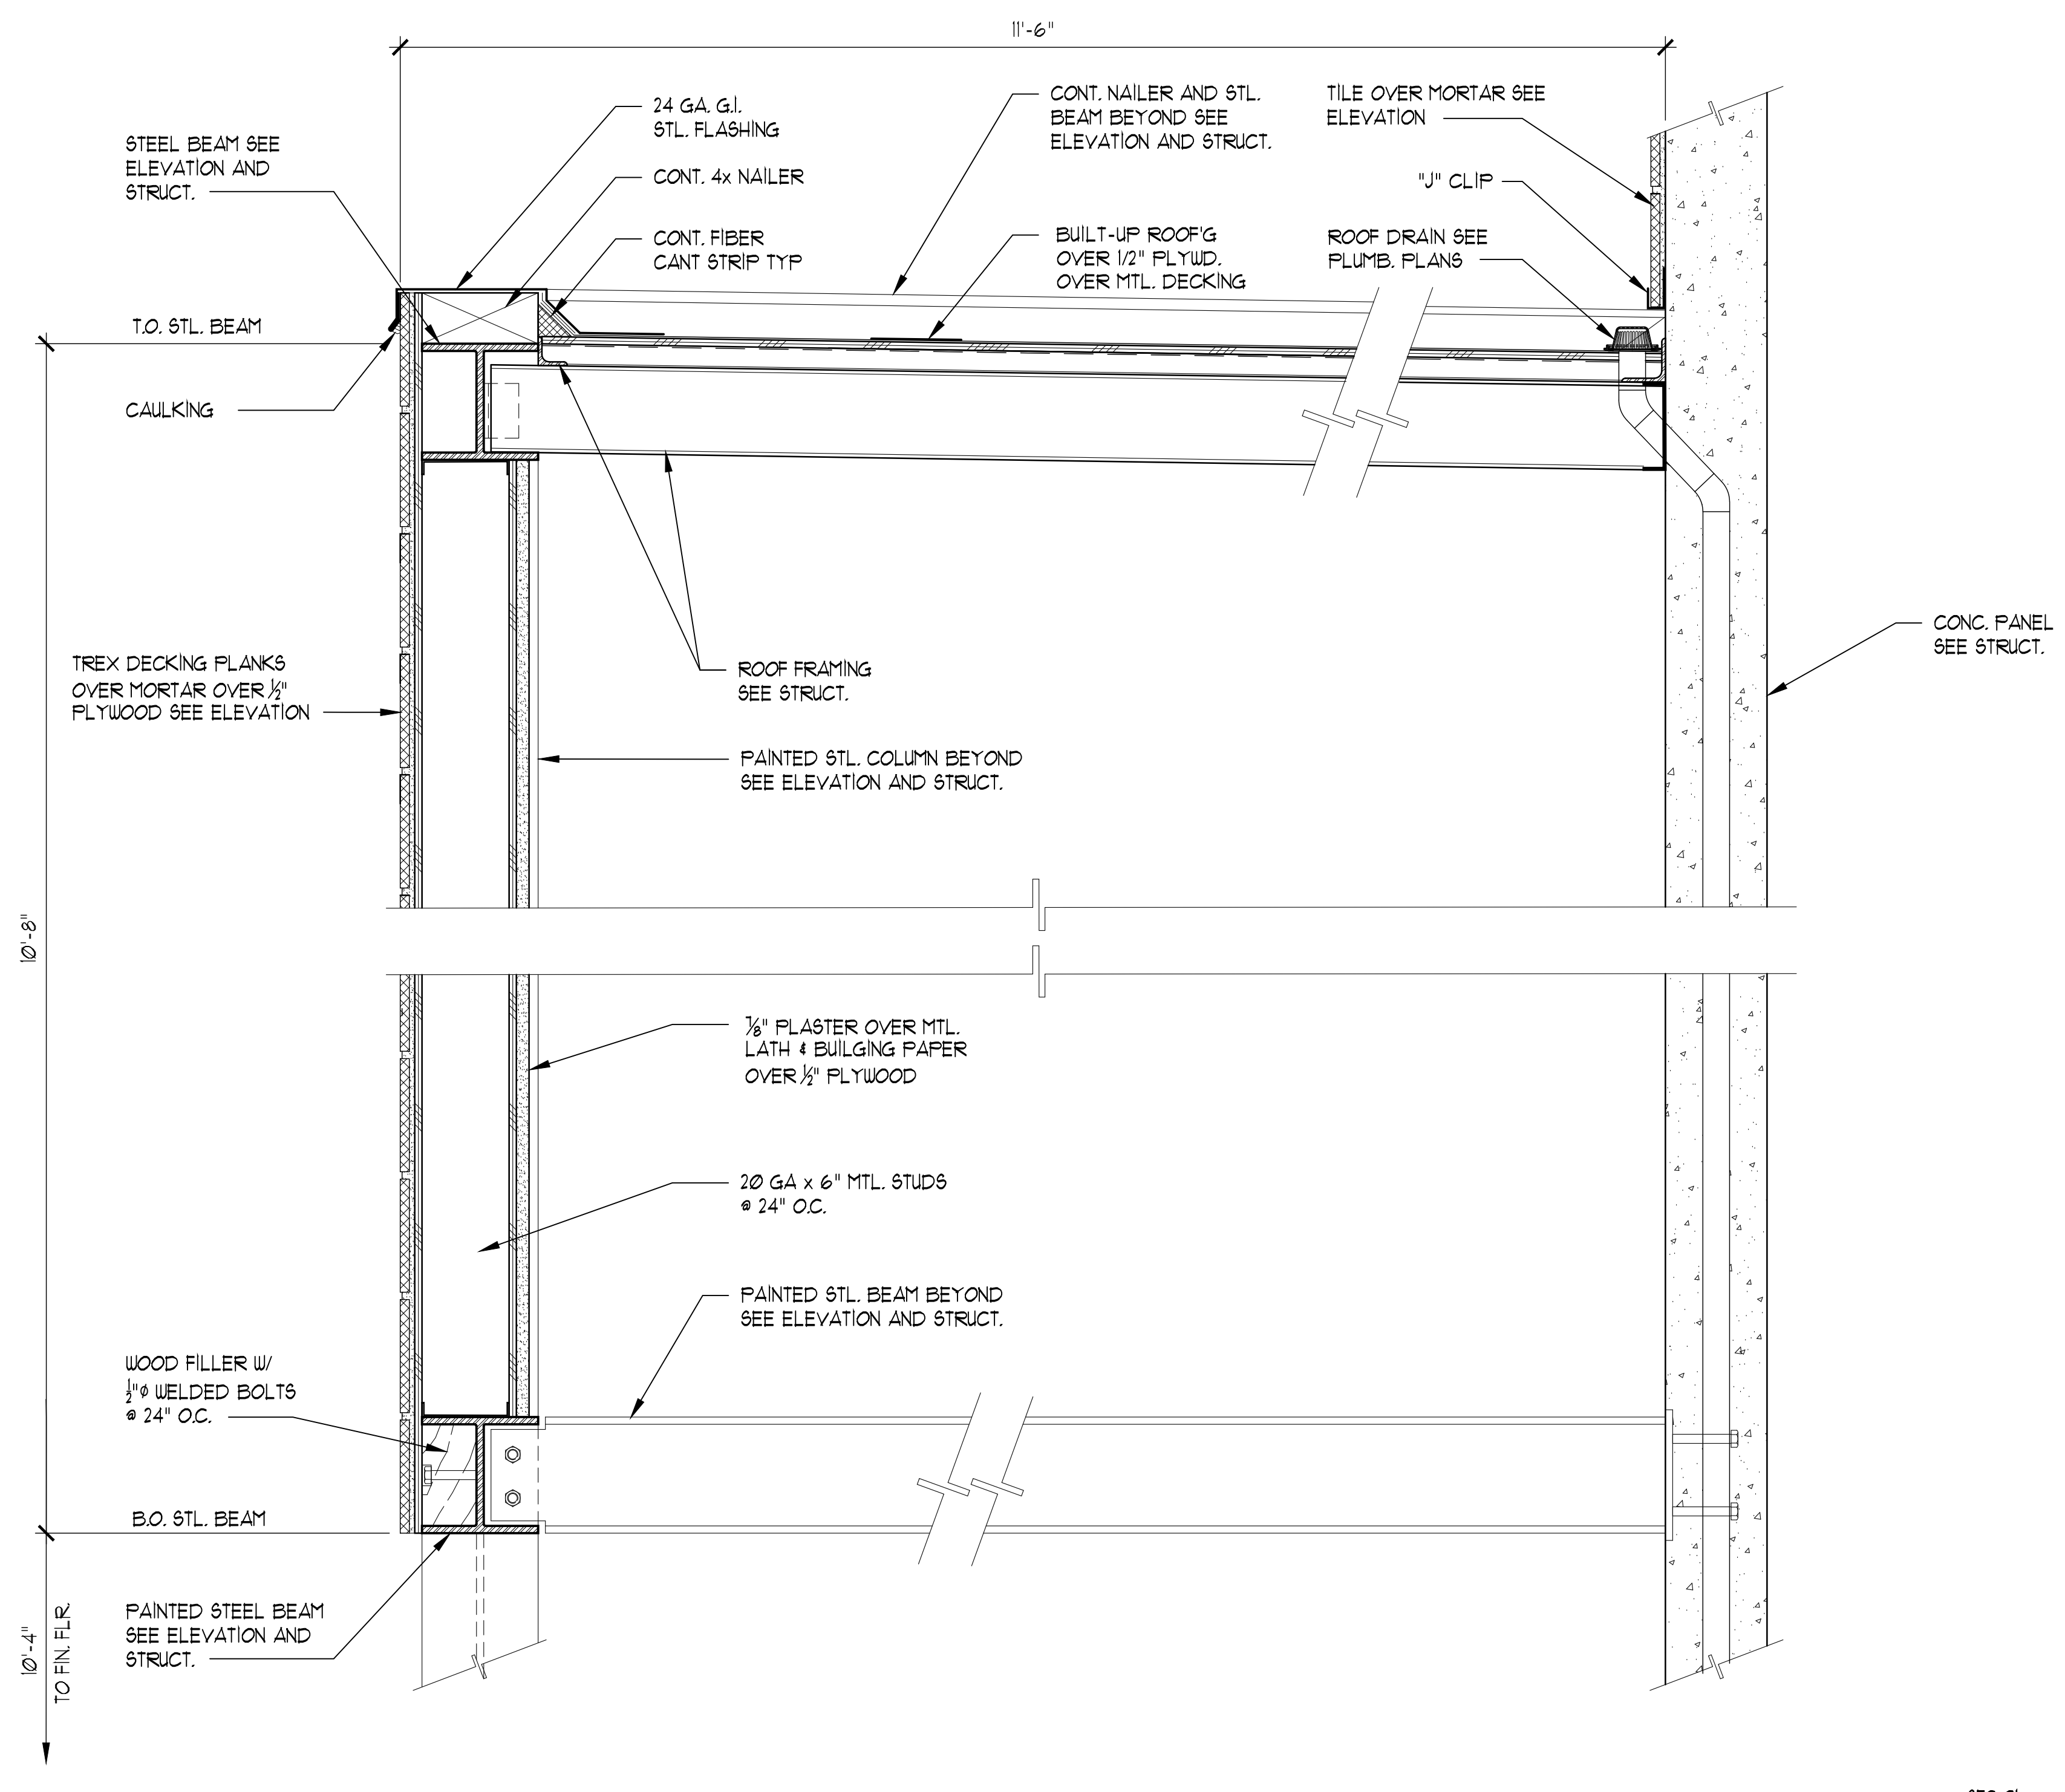 11'-6"
24 GA. G.I.
STL. FLASHING
CONT. NAILER AND STL.
BEAM BEYOND SEE
ELEVATION AND STRUCT.
TILE OVER MORTAR SEE
ELEVATION
STEEL BEAM SEE
ELEVATION AND
STRUCT.
CONT. 4x NAILER
"J" CLIP
CONT. FIBER
CANT STRIP TYP
BUILT-UP ROOF'G
OVER 1/2" PLYWD.
OVER MTL. DECKING
ROOF DRAIN SEE
PLUMB. PLANS
T.O. STL. BEAM
CAULKING
CONC. PANEL
SEE STRUCT.
TREX DECKING PLANKS
OVER MORTAR OVER ½"
PLYWOOD SEE ELEVATION
ROOF FRAMING
SEE STRUCT.
PAINTED STL. COLUMN BEYOND
SEE ELEVATION AND STRUCT.
10'-8"
⅞" PLASTER OVER MTL.
LATH & BUILGING PAPER
OVER ½" PLYWOOD
20 GA x 6" MTL. STUDS
@ 24" O.C.
PAINTED STL. BEAM BEYOND
SEE ELEVATION AND STRUCT.
WOOD FILLER W/
½"ø WELDED BOLTS
@ 24" O.C.
B.O. STL. BEAM
PAINTED STEEL BEAM
SEE ELEVATION AND
STRUCT.
10'-4"
TO FIN. FLR.